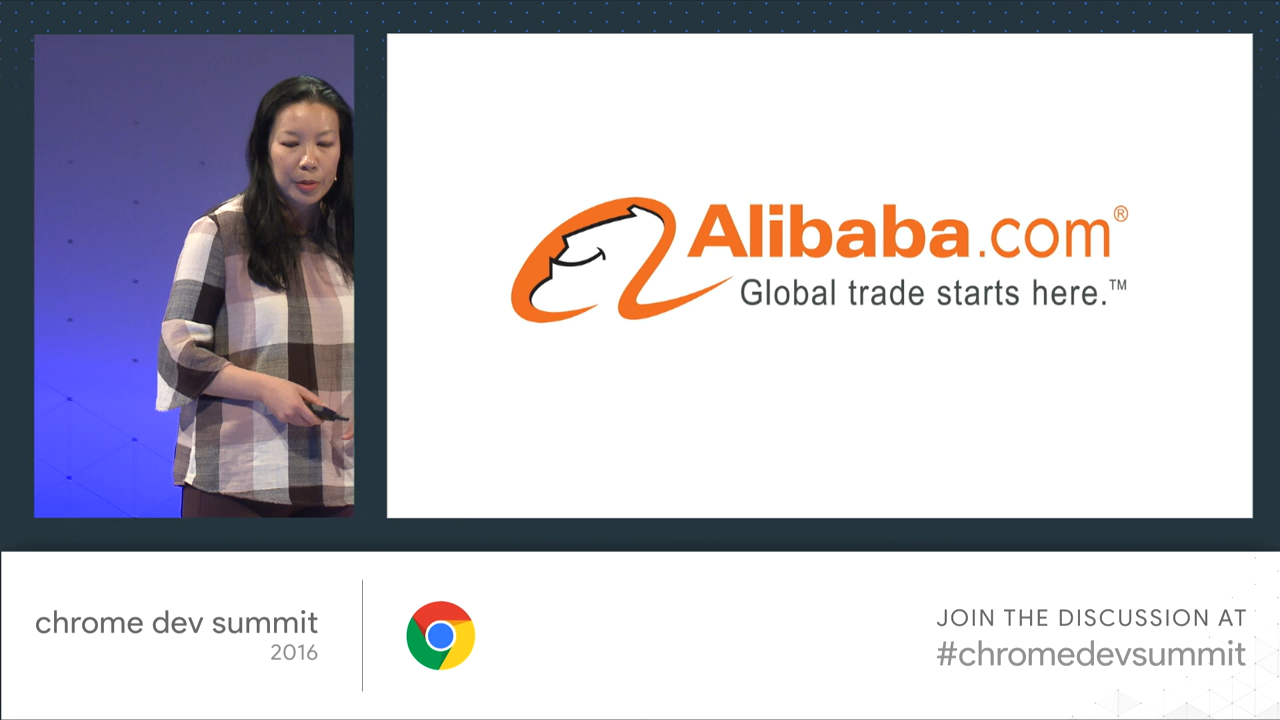 Alibaba.com®
Global trade starts here.™
chrome dev summit
2016
JOIN THE DISCUSSION AT
#chromedevsummit